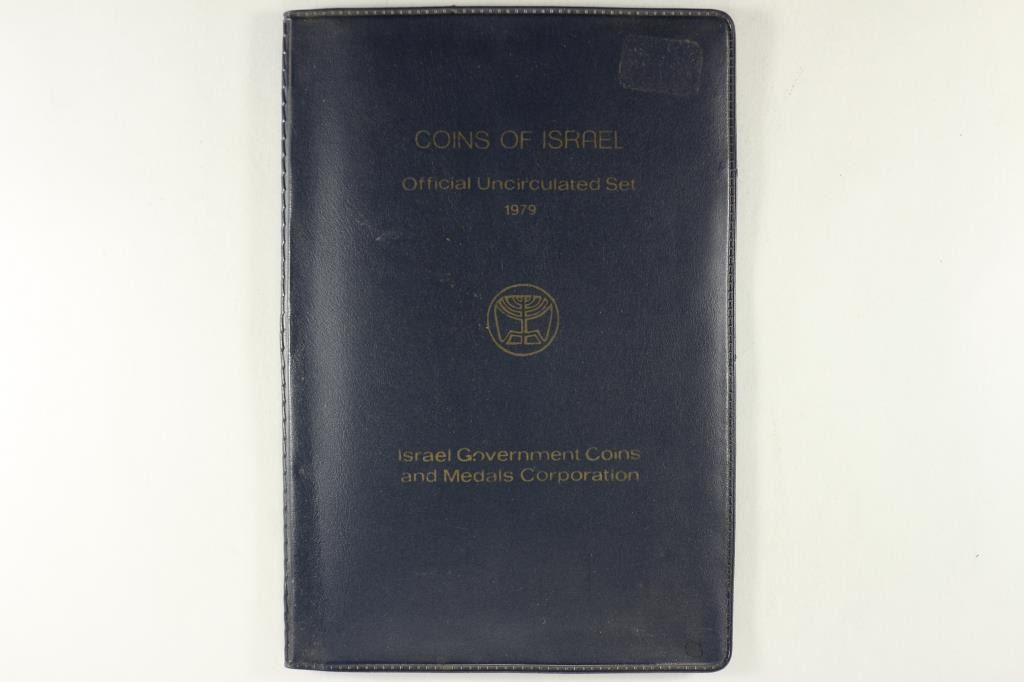 COINS OF ISRAEL
Official Uncirculated Set
1979
Israel Government Coins
and Medals Corporation